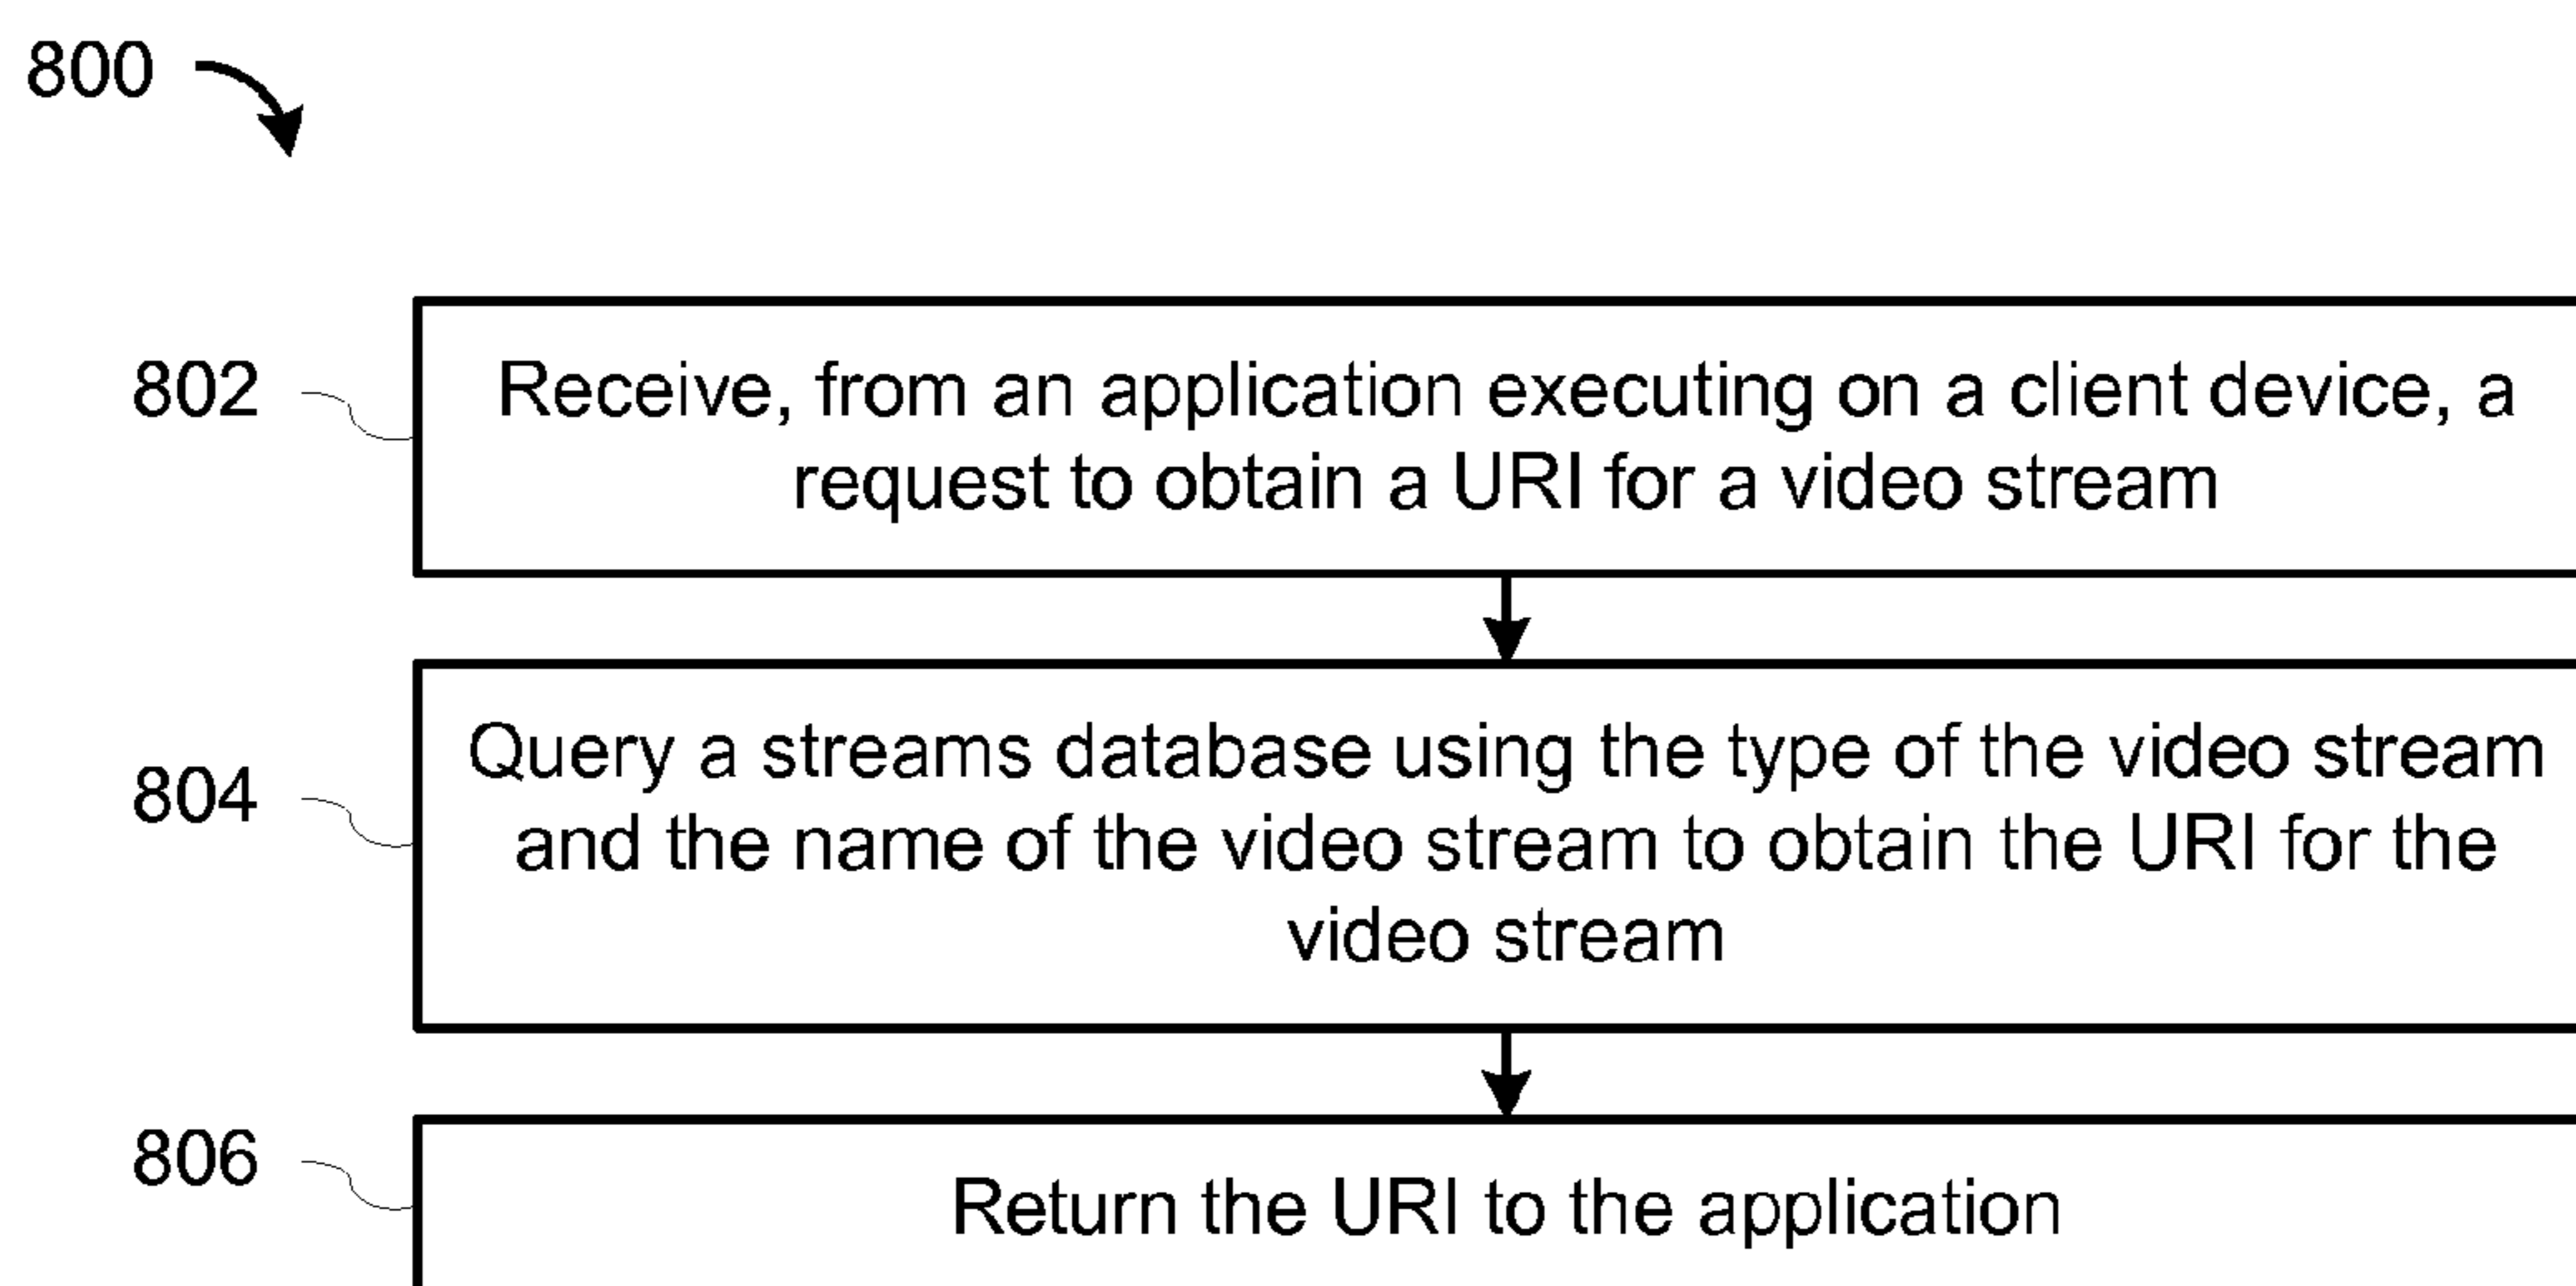 800
802
Receive, from an application executing on a client device, a
request to obtain a URI for a video stream
804
Query a streams database using the type of the video stream
and the name of the video stream to obtain the URI for the
video stream
806
Return the URI to the application